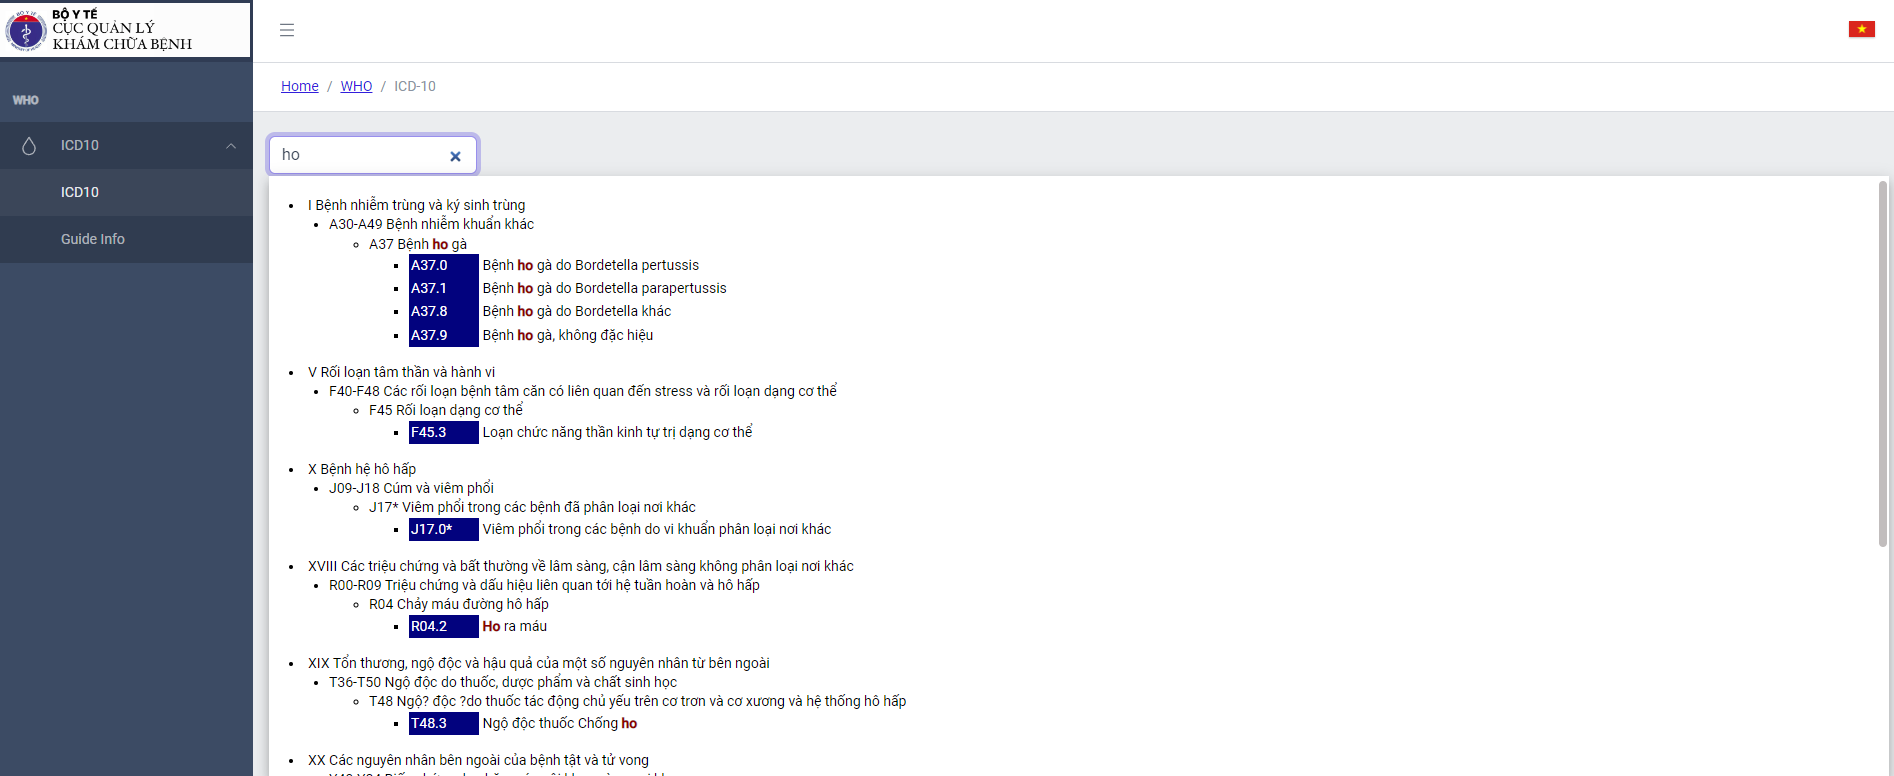 BỘ Y TẾ
CỤC QUẢN LÝ
KHÁM CHỮA BỆNH
WHO
ICD10
ICD10
Guide Info
Home / WHO / ICD-10
ho
I Bệnh nhiễm trùng và ký sinh trùng
A30-A49 Bệnh nhiễm khuẩn khác
A37 Bệnh ho gà
A37.0 Bệnh ho gà do Bordetella pertussis
A37.1 Bệnh ho gà do Bordetella parapertussis
A37.8 Bệnh ho gà do Bordetella khác
A37.9 Bệnh ho gà, không đặc hiệu
V Rối loạn tâm thần và hành vi
F40-F48 Các rối loạn bệnh tâm căn có liên quan đến stress và rối loạn dạng cơ thể
F45 Rối loạn dạng cơ thể
F45.3 Loạn chức năng thần kinh tự trị dạng cơ thể
X Bệnh hệ hô hấp
J09-J18 Cúm và viêm phổi
J17* Viêm phổi trong các bệnh đã phân loại nơi khác
J17.0* Viêm phổi trong các bệnh do vi khuẩn phân loại nơi khác
XVIII Các triệu chứng và bất thường về lâm sàng, cận lâm sàng không phân loại nơi khác
R00-R09 Triệu chứng và dấu hiệu liên quan tới hệ tuần hoàn và hô hấp
R04 Chảy máu đường hô hấp
R04.2 Ho ra máu
XIX Tổn thương, ngộ độc và hậu quả của một số nguyên nhân từ bên ngoài
T36-T50 Ngộ độc do thuốc, dược phẩm và chất sinh học
T48 Ngộ? độc ?do thuốc tác động chủ yếu trên cơ trơn và cơ xương và hệ thống hô hấp
T48.3 Ngộ độc thuốc Chống ho
XX Các nguyên nhân bên ngoài của bệnh tật và tử vong